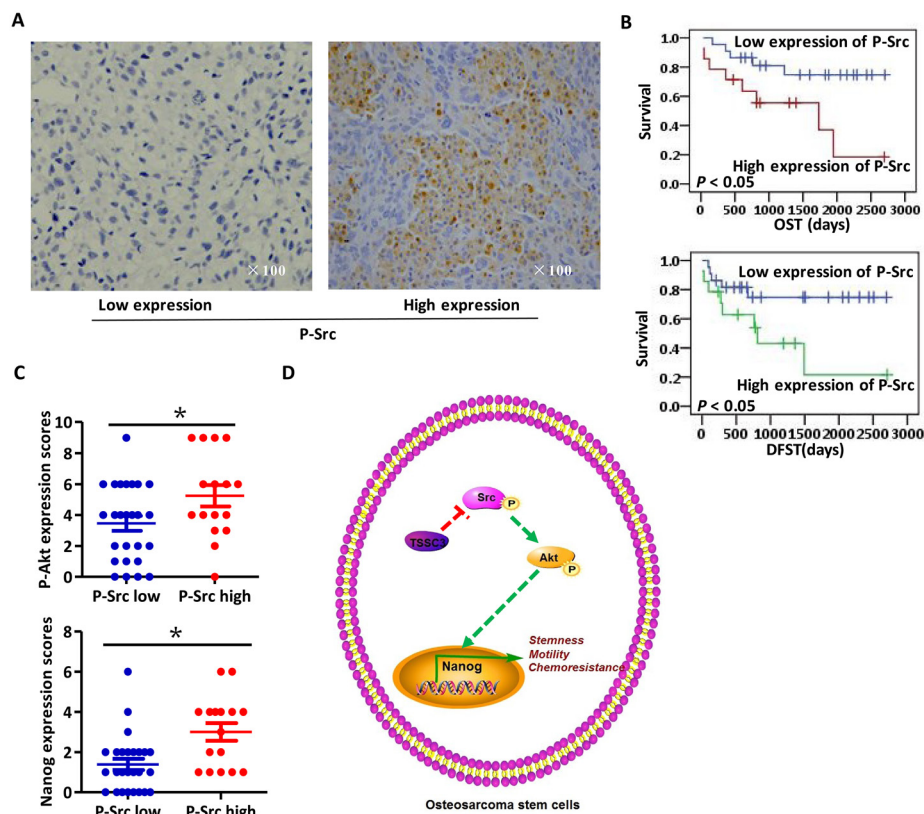 A
×100
×100
Low expression
High expression
P-Src
B
Survival
1.0
0.8
0.6
0.4
0.2
0.0
Low expression of P-Src
High expression of P-Src
P < 0.05
0 500 1000 1500 2000 2500 3000
OST (days)
Survival
1.0
0.8
0.6
0.4
0.2
0.0
Low expression of P-Src
High expression of P-Src
P < 0.05
0 500 1000 1500 2000 2500 3000
DFST(days)
C
P-Akt expression scores
10
8
6
4
2
0
*
P-Src low P-Src high
Nanog expression scores
8
6
4
2
0
*
P-Src low P-Src high
D
Src
P
TSSC3
Akt
P
Nanog
Stemness
Motility
Chemoresistance
Osteosarcoma stem cells